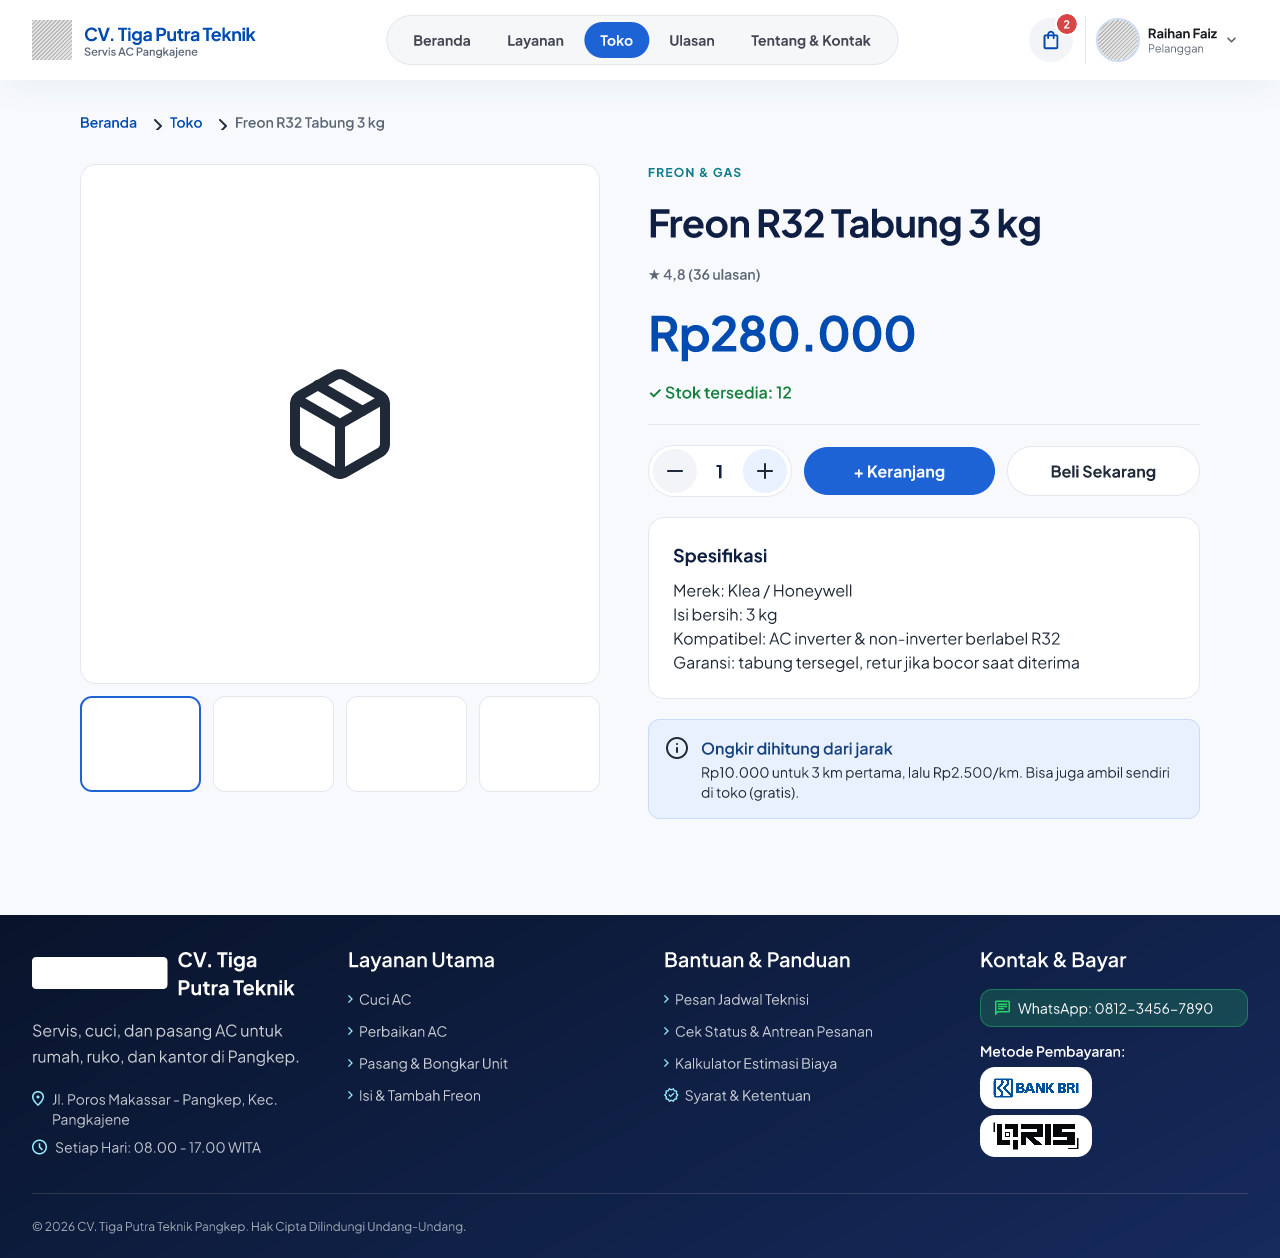 CV. Tiga Putra Teknik
Servis AC Pangkajene
Beranda
Layanan
Toko
Ulasan
Tentang & Kontak
2
Raihan Faiz
Pelanggan
Beranda
Toko
Freon R32 Tabung 3 kg
FREON & GAS
Freon R32 Tabung 3 kg
★ 4,8 (36 ulasan)
Rp280.000
✓ Stok tersedia: 12
1
+ Keranjang
Beli Sekarang
Spesifikasi
Merek: Klea / Honeywell
Isi bersih: 3 kg
Kompatibel: AC inverter & non-inverter berlabel R32
Garansi: tabung tersegel, retur jika bocor saat diterima
Ongkir dihitung dari jarak
Rp10.000 untuk 3 km pertama, lalu Rp2.500/km. Bisa juga ambil sendiri
di toko (gratis).
CV. Tiga
Putra Teknik
Servis, cuci, dan pasang AC untuk
rumah, ruko, dan kantor di Pangkep.
Jl. Poros Makassar - Pangkep, Kec.
Pangkajene
Setiap Hari: 08.00 - 17.00 WITA
Layanan Utama
Cuci AC
Perbaikan AC
Pasang & Bongkar Unit
Isi & Tambah Freon
Bantuan & Panduan
Pesan Jadwal Teknisi
Cek Status & Antrean Pesanan
Kalkulator Estimasi Biaya
Syarat & Ketentuan
Kontak & Bayar
WhatsApp: 0812-3456-7890
Metode Pembayaran:
BANK BRI
QRIS
© 2026 CV. Tiga Putra Teknik Pangkep. Hak Cipta Dilindungi Undang-Undang.